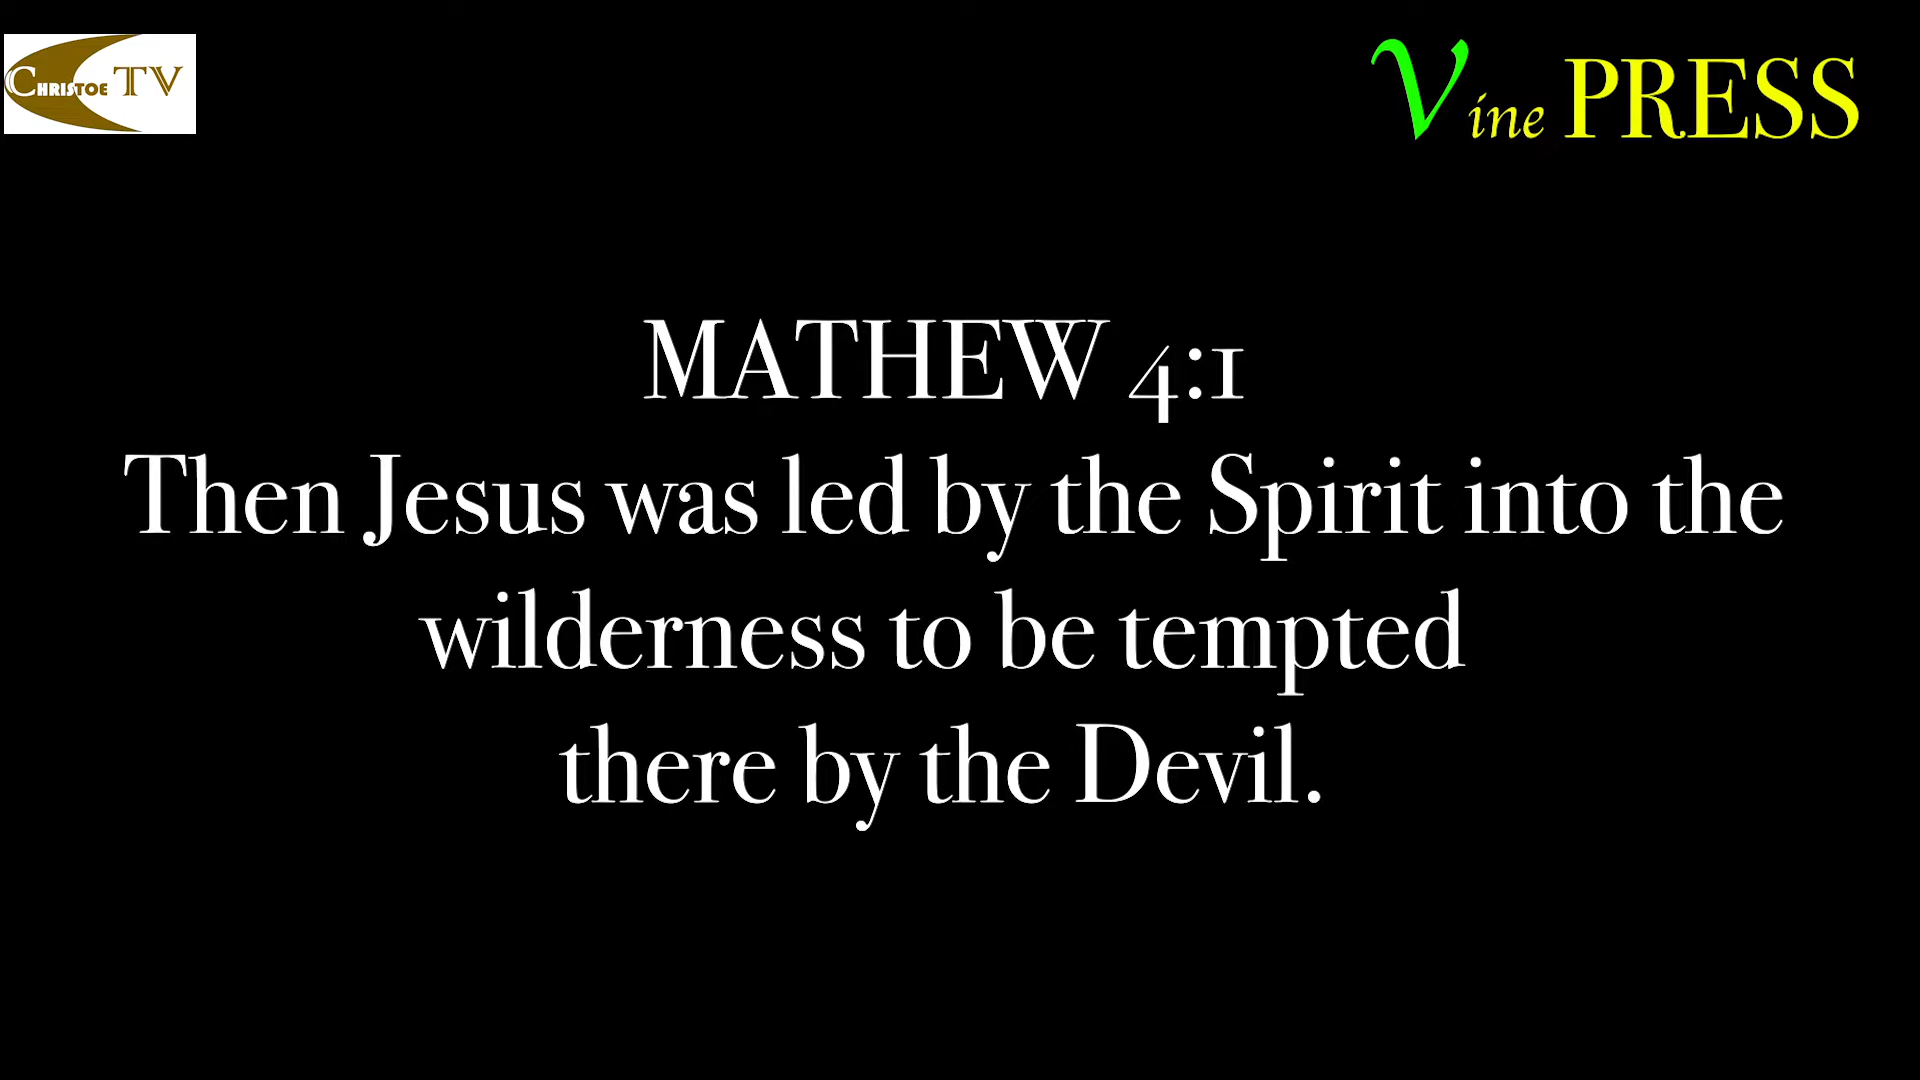 CHRISTOE TV
Vine PRESS
MATHEW 4:1
Then Jesus was led by the Spirit into the
wilderness to be tempted
there by the Devil.